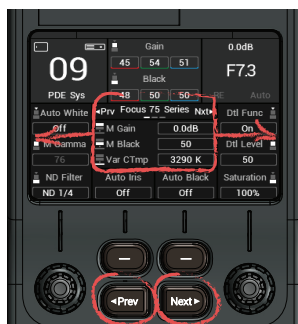 Gain
0.0dB
09
45 54 51
F7.3
Black
PDE Sys
48 50 50
RE Auto
Auto White
◂Prv Focus 75 Series Nxt▸
Dtl Func
Off
M Gain 0.0dB
On
M Gamma
M Black 50
Dtl Level
76
Var CTmp 3290 K
50
ND Filter Auto Iris Auto Black Saturation
ND 1/4 Off Off 100%
◂Prev Next▸